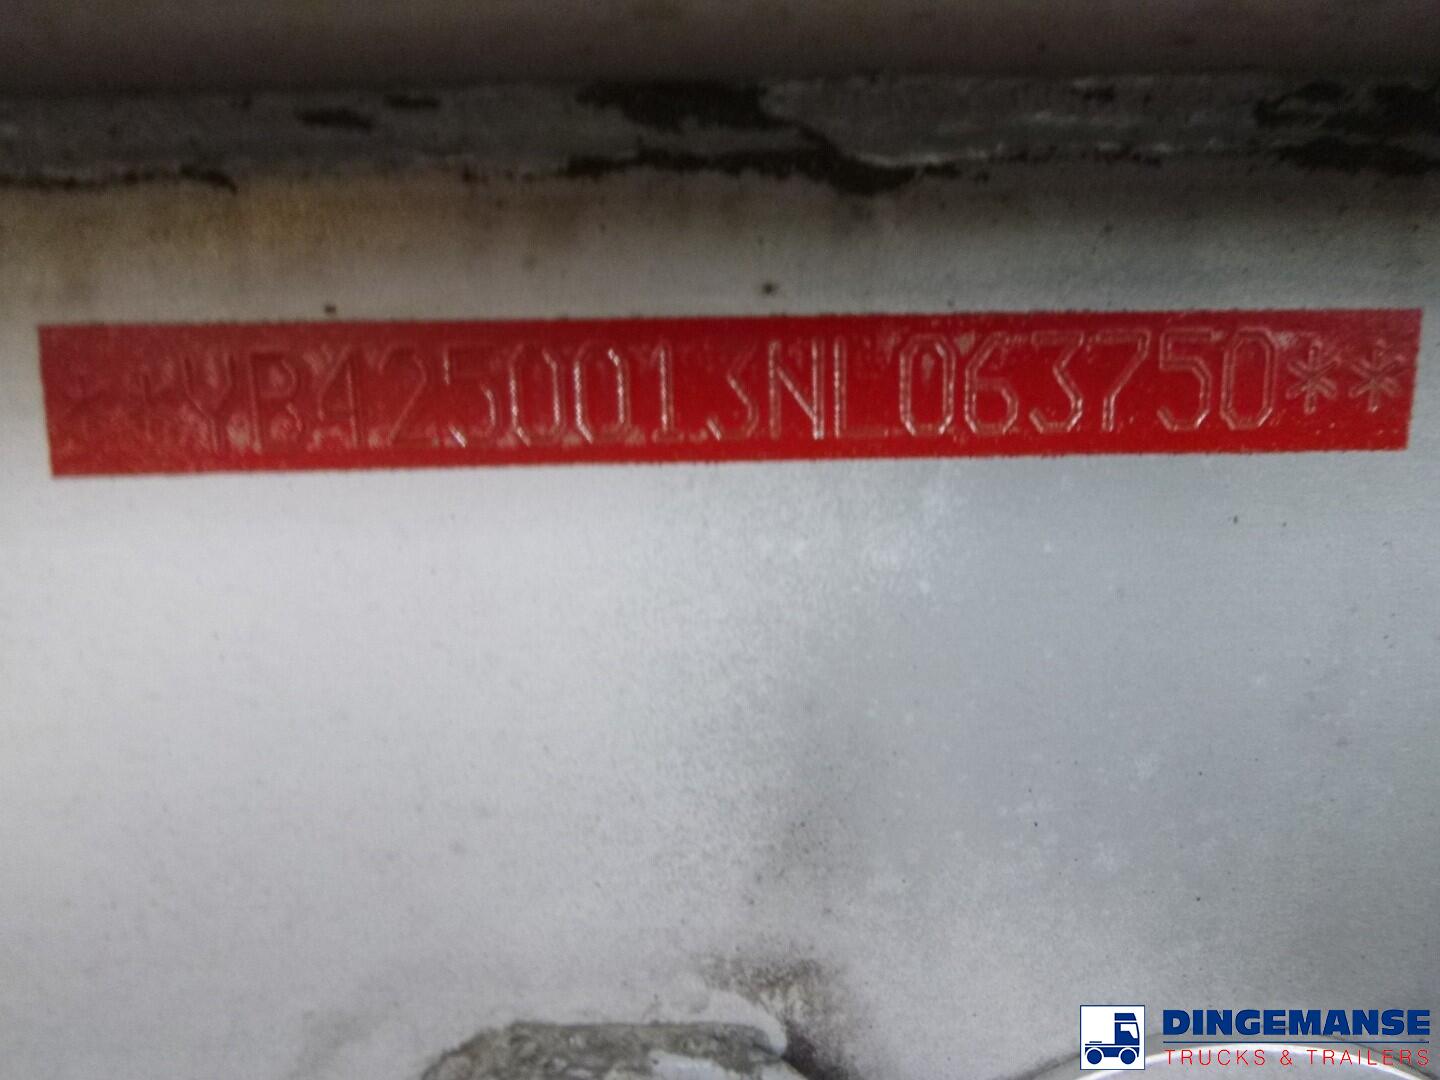 **YB4250013NL063750**
DINGEMANSE
TRUCKS & TRAILERS